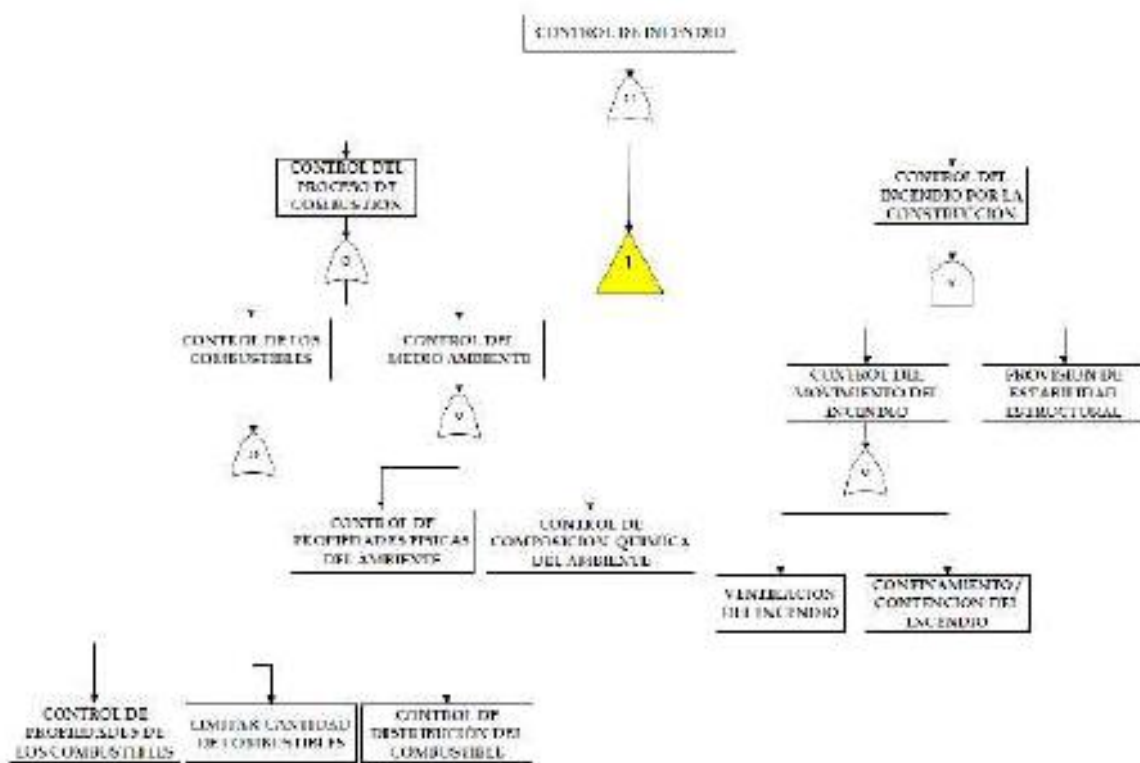 CONTROL DE INCENDIO
CONTROL DEL
PROCESO DE
COMBUSTION
O
1
CONTROL DEL
INCENDIO POR LA
CONSTRUCCION
Y
CONTROL DE LOS
COMBUSTIBLES
CONTROL DEL
MEDIO AMBIENTE
O
CONTROL DEL
MOVIMIENTO DEL
INCENDIO
O
PROVISION DE
ESTABILIDAD
ESTRUCTURAL
CONTROL DE
PROPIEDADES FISICAS
DEL AMBIENTE
CONTROL DE
COMPOSICION QUIMICA
DEL AMBIENTE
VENTILACION
DEL INCENDIO
CONFINAMIENTO /
CONTENCION DEL
INCENDIO
CONTROL DE
PROPIEDADES DE
LOS COMBUSTIBLES
LIMITAR CANTIDAD
DE COMBUSTIBLES
CONTROL DE
DISTRIBUCIÓN DEL
COMBUSTIBLE